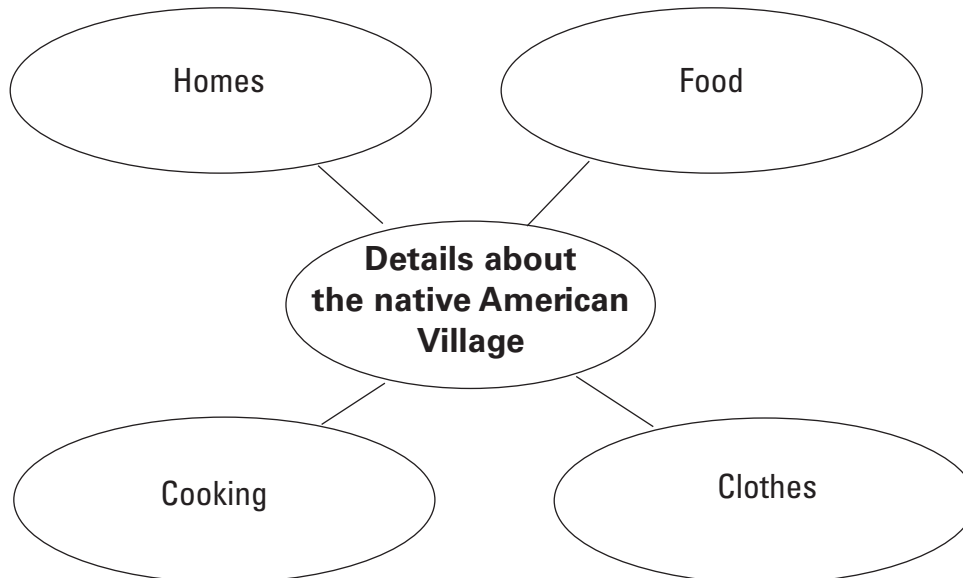 Homes
Food
Details about
the native American
Village
Cooking
Clothes